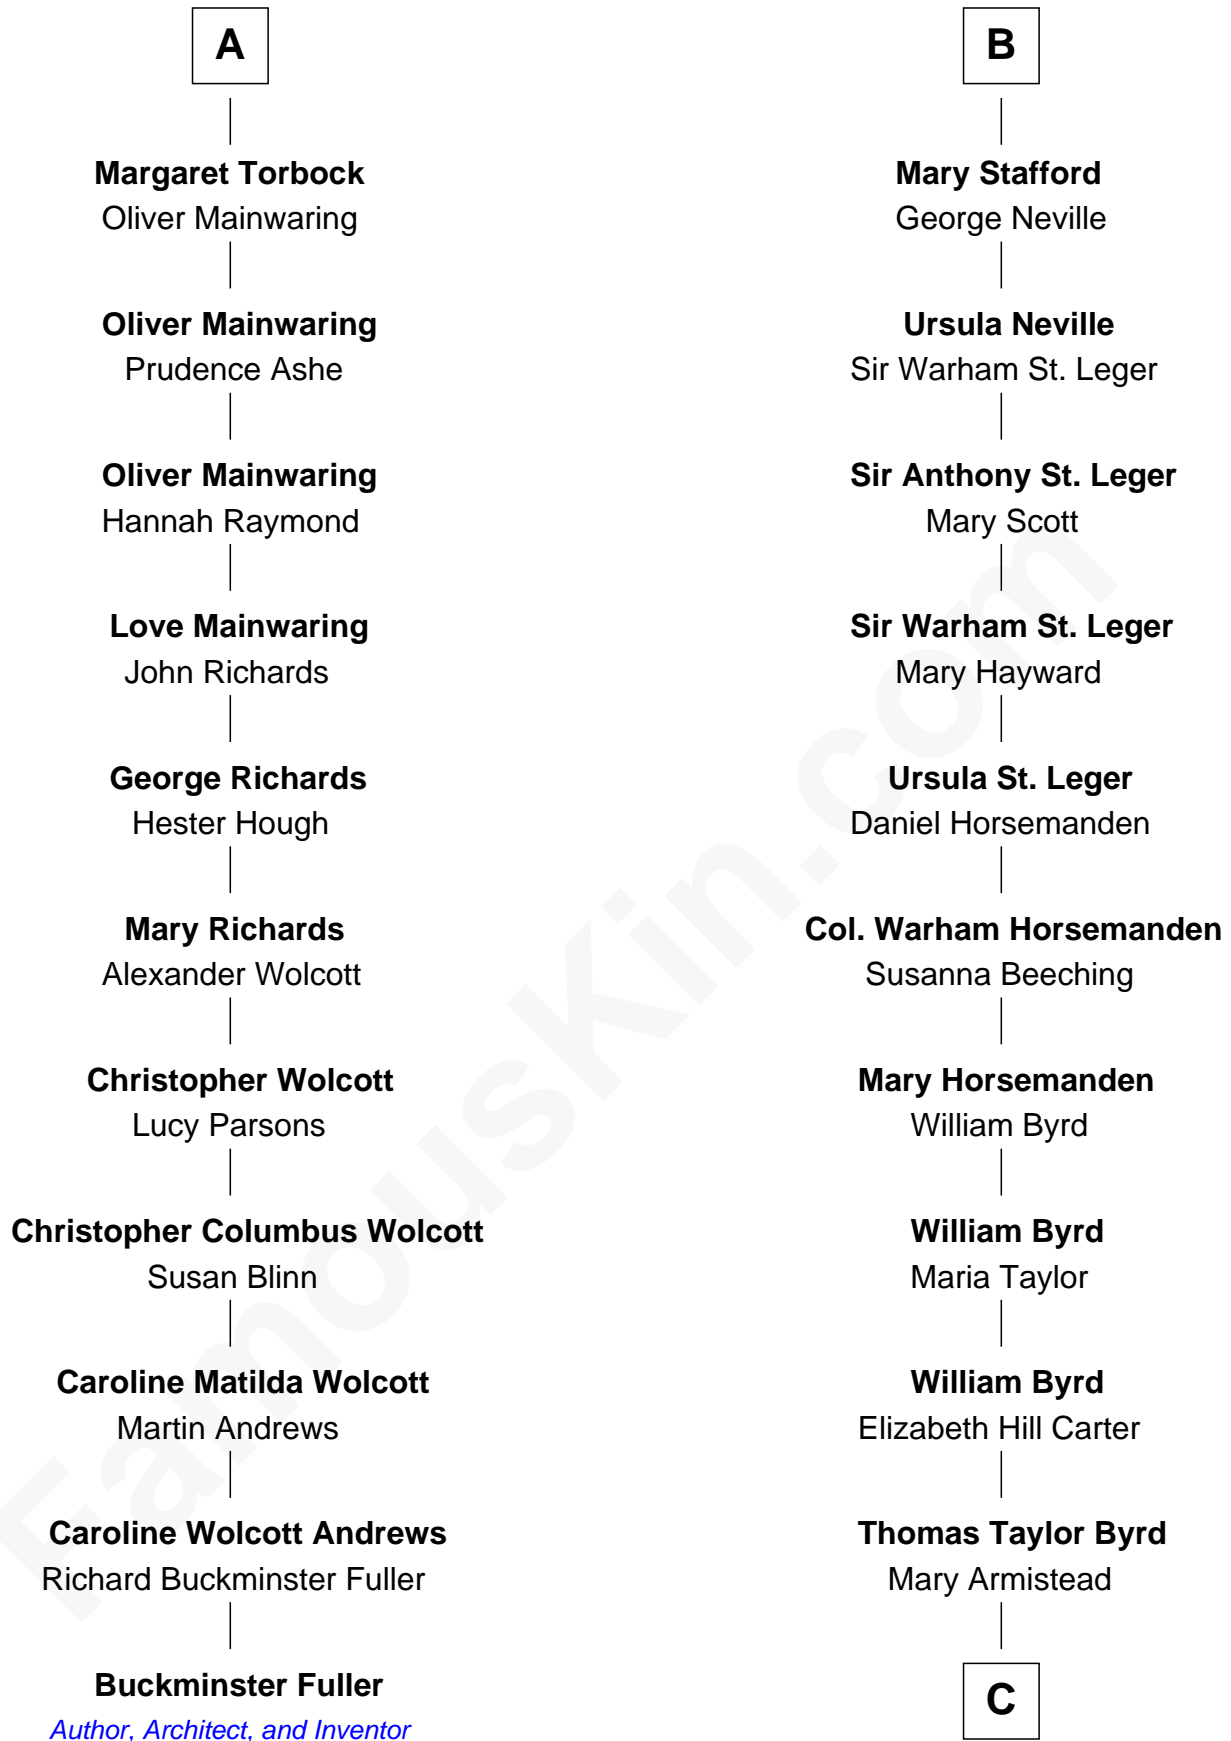 A
Margaret Torbock
Oliver Mainwaring
Oliver Mainwaring
Prudence Ashe
Oliver Mainwaring
Hannah Raymond
Love Mainwaring
John Richards
George Richards
Hester Hough
Mary Richards
Alexander Wolcott
Christopher Wolcott
Lucy Parsons
Christopher Columbus Wolcott
Susan Blinn
Caroline Matilda Wolcott
Martin Andrews
Caroline Wolcott Andrews
Richard Buckminster Fuller
Buckminster Fuller
Author, Architect, and Inventor
B
Mary Stafford
George Neville
Ursula Neville
Sir Warham St. Leger
Sir Anthony St. Leger
Mary Scott
Sir Warham St. Leger
Mary Hayward
Ursula St. Leger
Daniel Horsemanden
Col. Warham Horsemanden
Susanna Beeching
Mary Horsemanden
William Byrd
William Byrd
Maria Taylor
William Byrd
Elizabeth Hill Carter
Thomas Taylor Byrd
Mary Armistead
C
FamousKin.com